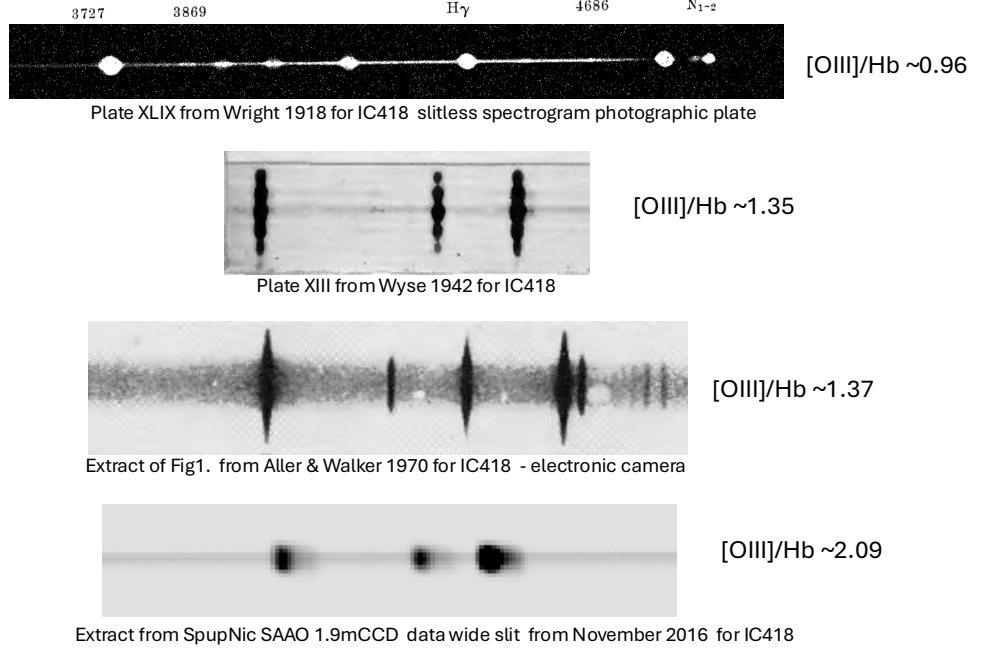 3727 3869 Hγ 4686 N₁₋₂
[OIII]/Hb ~0.96
Plate XLIX from Wright 1918 for IC418 slitless spectrogram photographic plate
[OIII]/Hb ~1.35
Plate XIII from Wyse 1942 for IC418
[OIII]/Hb ~1.37
Extract of Fig1. from Aller & Walker 1970 for IC418 - electronic camera
[OIII]/Hb ~2.09
Extract from SpupNic SAAO 1.9mCCD data wide slit from November 2016 for IC418